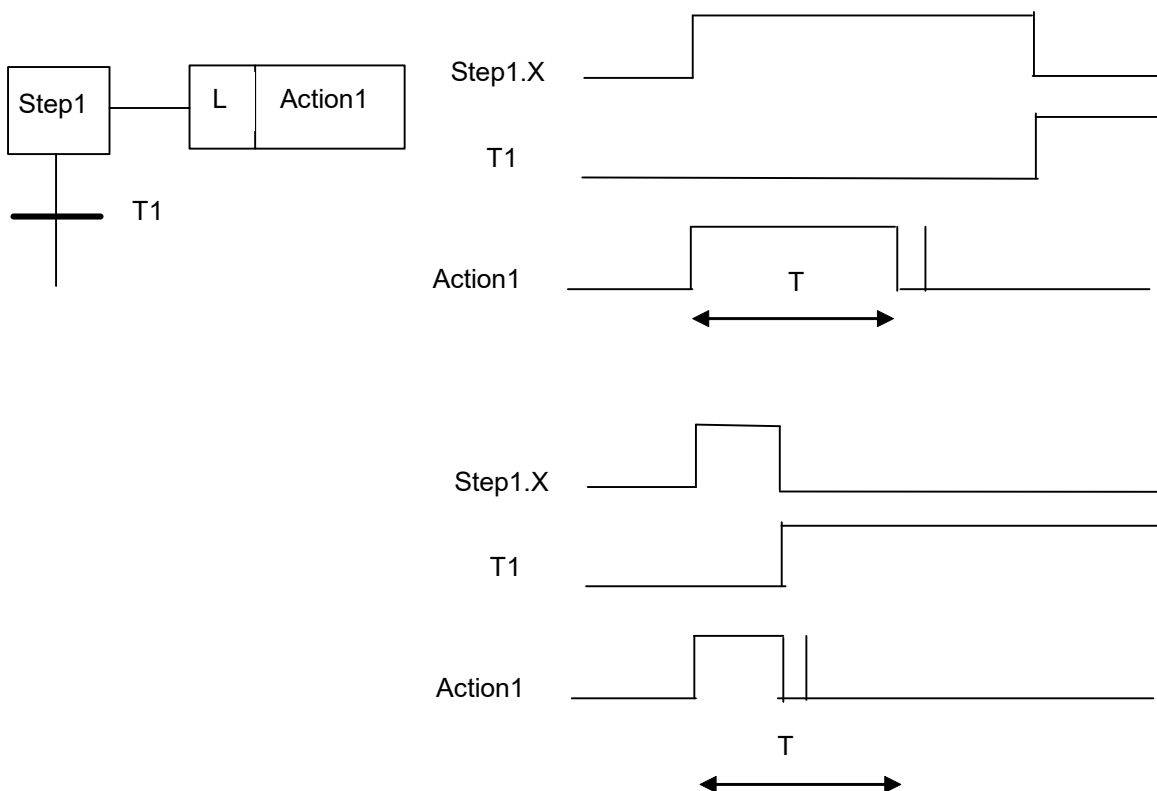 Step1
L
Action1
T1
Step1.X
T1
Action1
T
Step1.X
T1
Action1
T